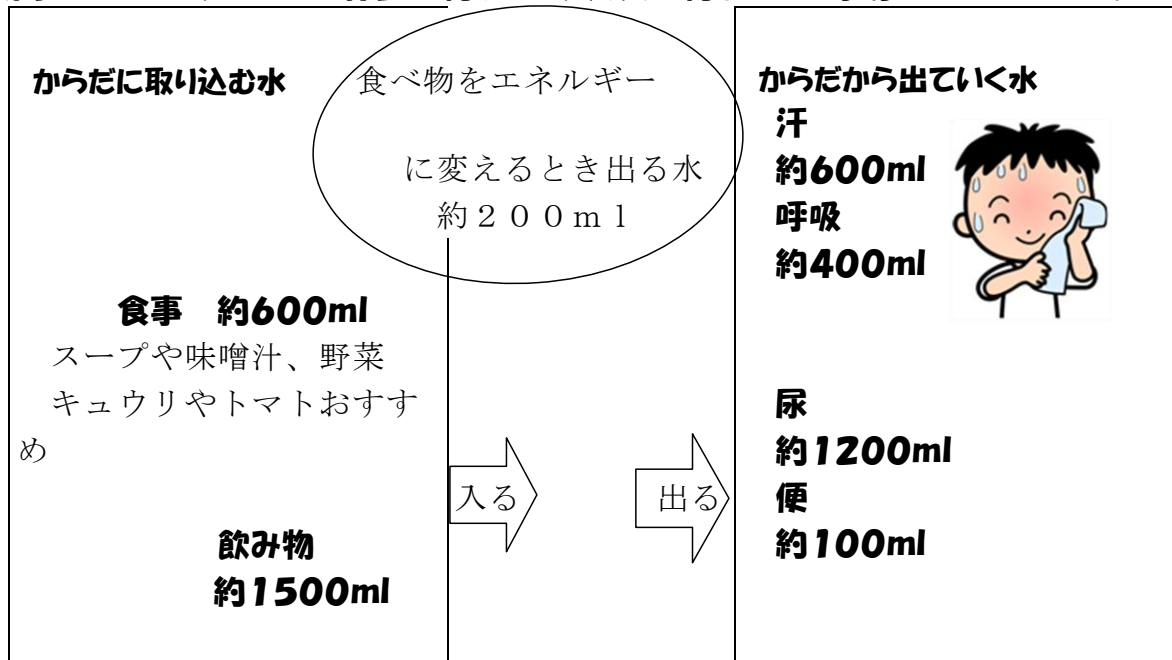 からだに取り込む水
食べ物をエネルギー
に変えるとき出る水
約２００ｍｌ
食事　約600ml
スープや味噌汁、野菜
キュウリやトマトおすす
め
飲み物
約1500ml
入る
出る
からだから出ていく水
汗
約600ml
呼吸
約400ml
尿
約1200ml
便
約100ml